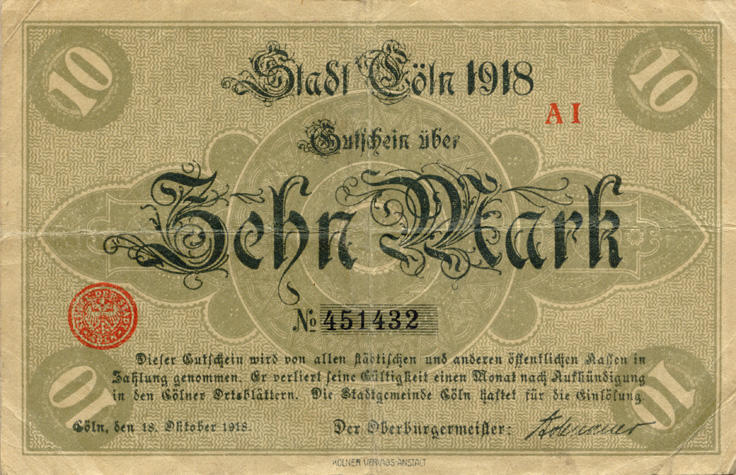 10
10
Stadt Cöln 1918
A I
Gutschein über
Zehn Mark
No 451432
Dieser Gutschein wird von allen städtischen und anderen öffentlichen Kassen in
Zahlung genommen. Er verliert seine Gültigkeit einen Monat nach Aufkündigung
in den Cölner Ortsblättern. Die Stadtgemeinde Cöln haftet für die Einlösung.
10
10
Cöln, den 18. Oktober 1918.
Der Oberbürgermeister: Adenauer
KÖLNER VERLAGS-ANSTALT